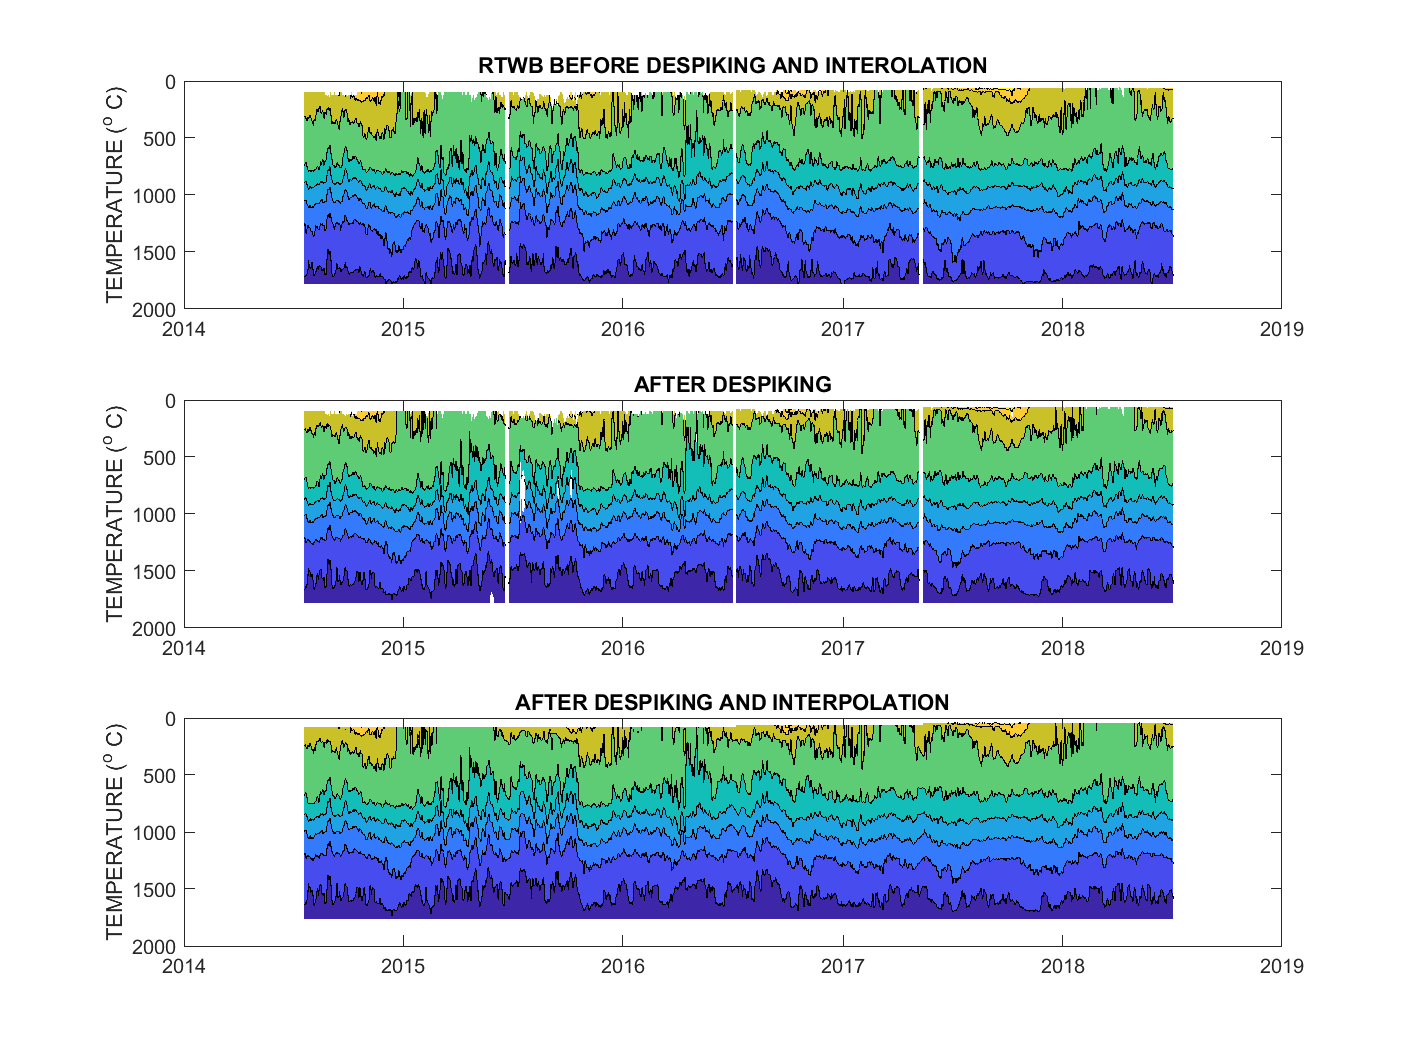 RTWB BEFORE DESPIKING AND INTEROLATION
TEMPERATURE (° C)
0
500
1000
1500
2000
2014 2015 2016 2017 2018 2019
AFTER DESPIKING
TEMPERATURE (° C)
0
500
1000
1500
2000
2014 2015 2016 2017 2018 2019
AFTER DESPIKING AND INTERPOLATION
TEMPERATURE (° C)
0
500
1000
1500
2000
2014 2015 2016 2017 2018 2019